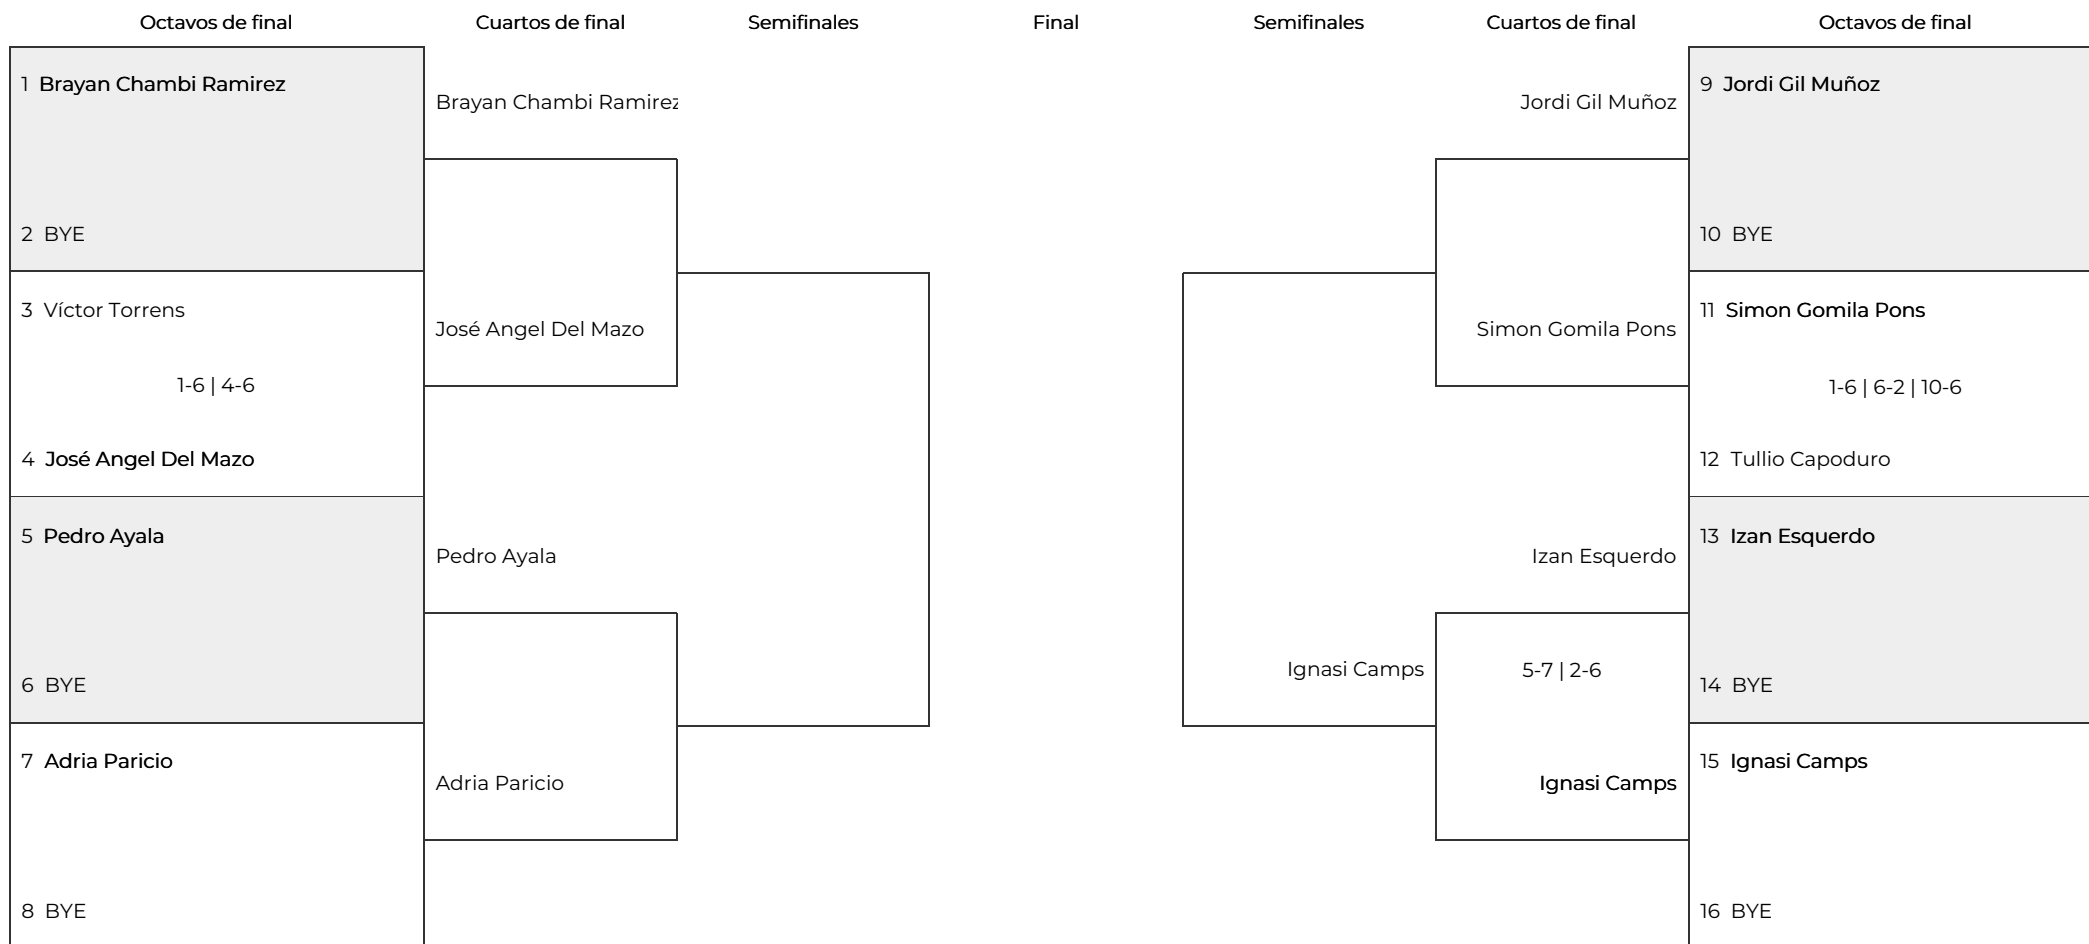 Octavos de final
Cuartos de final
Semifinales
Final
Semifinales
Cuartos de final
Octavos de final
1 Brayan Chambi Ramirez
2 BYE
3 Víctor Torrens
1-6 | 4-6
4 José Angel Del Mazo
5 Pedro Ayala
6 BYE
7 Adria Paricio
8 BYE
Brayan Chambi Ramirez
José Angel Del Mazo
Pedro Ayala
Adria Paricio
Ignasi Camps
Jordi Gil Muñoz
Simon Gomila Pons
Izan Esquerdo
5-7 | 2-6
Ignasi Camps
9 Jordi Gil Muñoz
10 BYE
11 Simon Gomila Pons
1-6 | 6-2 | 10-6
12 Tullio Capoduro
13 Izan Esquerdo
14 BYE
15 Ignasi Camps
16 BYE